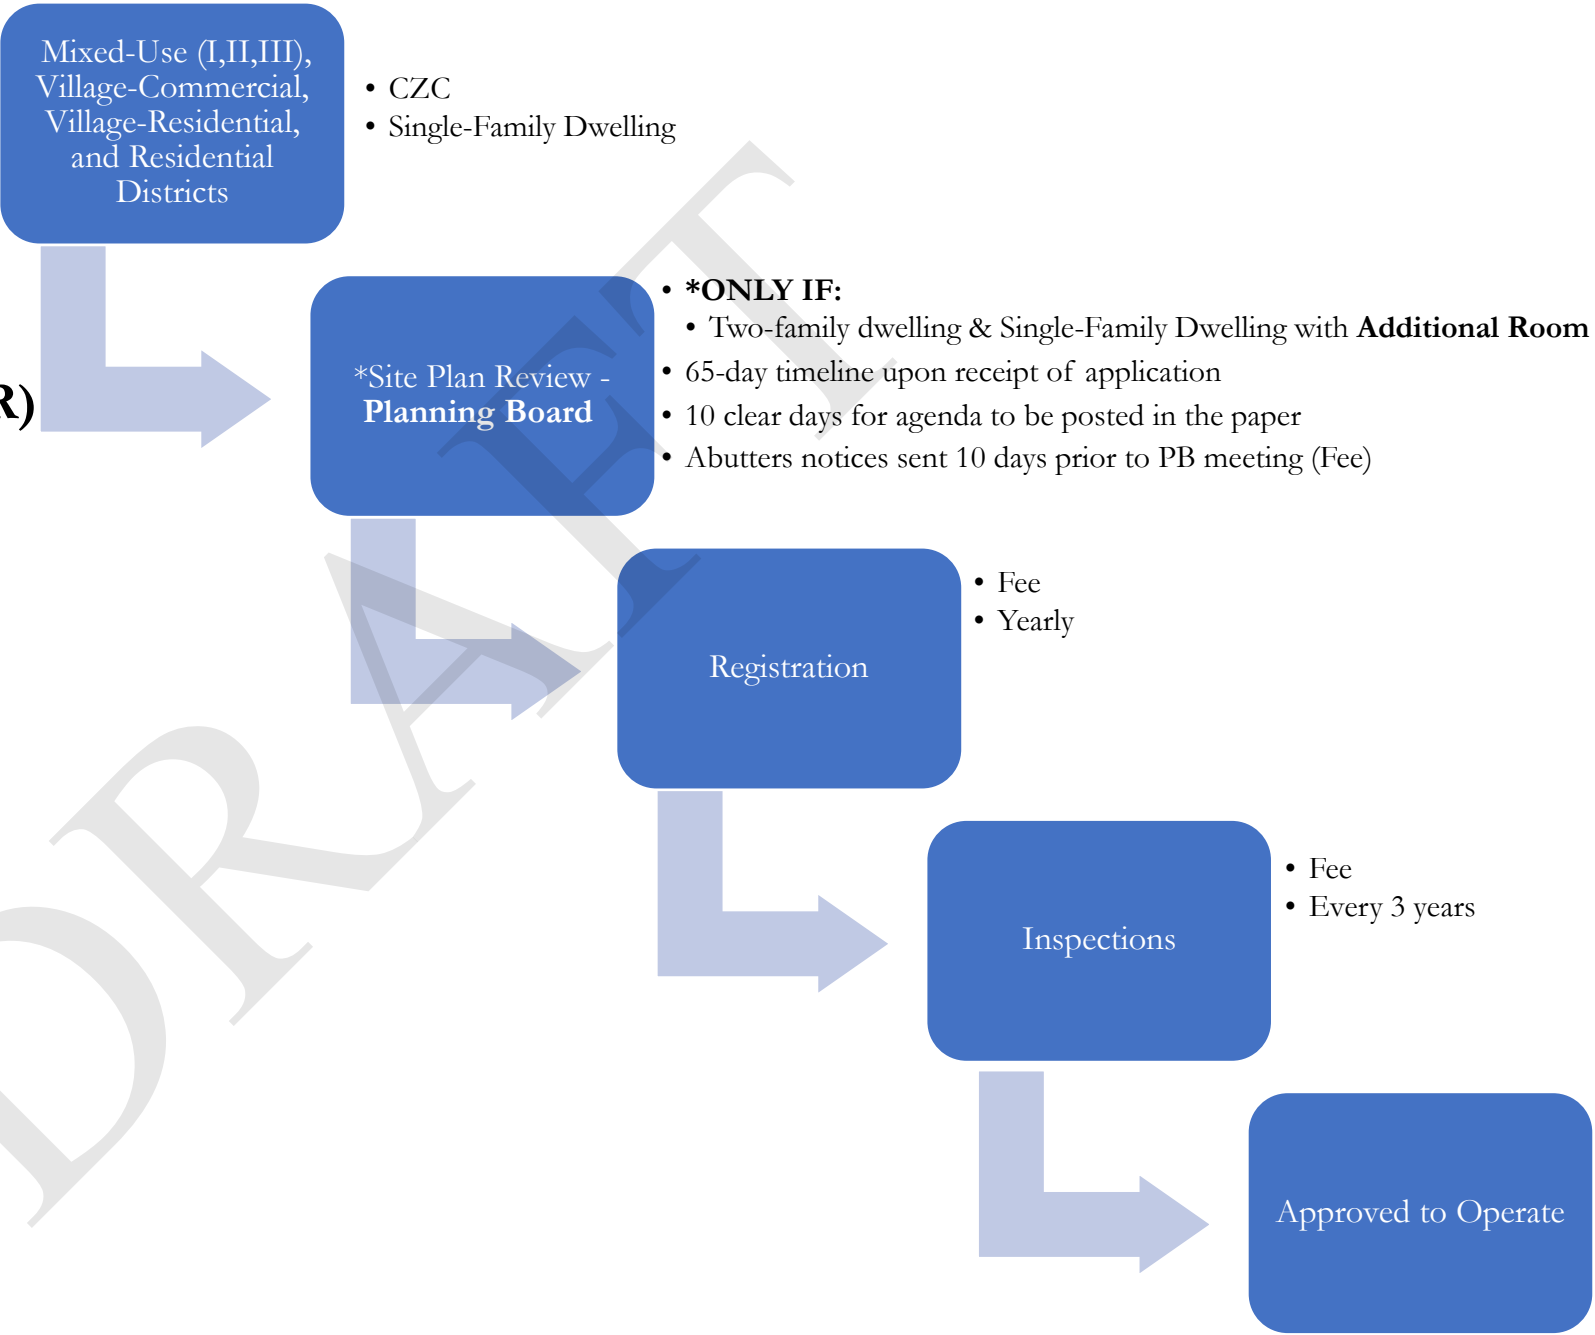 Mixed-Use (I,II,III),
Village-Commercial,
Village-Residential,
and Residential
Districts
• CZC
• Single-Family Dwelling
R)
*Site Plan Review -
Planning Board
• *ONLY IF:
• Two-family dwelling & Single-Family Dwelling with Additional Room
• 65-day timeline upon receipt of application
• 10 clear days for agenda to be posted in the paper
• Abutters notices sent 10 days prior to PB meeting (Fee)
Registration
• Fee
• Yearly
Inspections
• Fee
• Every 3 years
Approved to Operate
DRAFT